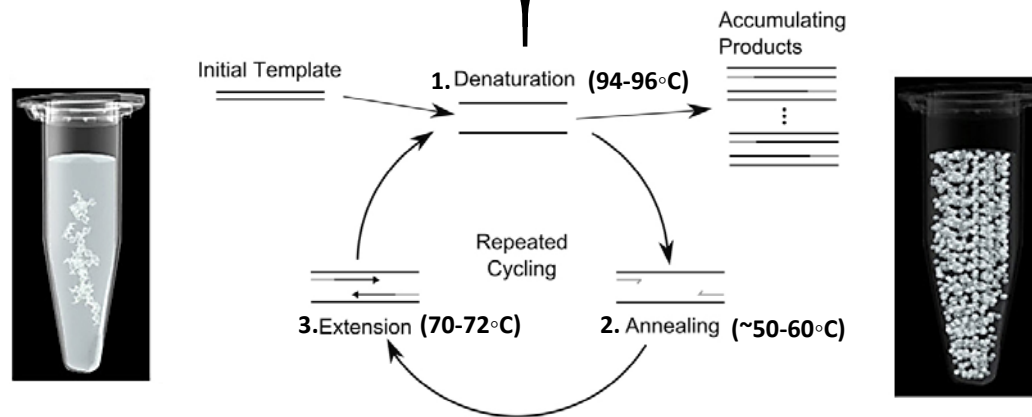 Accumulating
Products
Initial Template
1. Denaturation (94-96◦C)
Repeated
Cycling
3.Extension (70-72◦C)
2. Annealing (~50-60◦C)